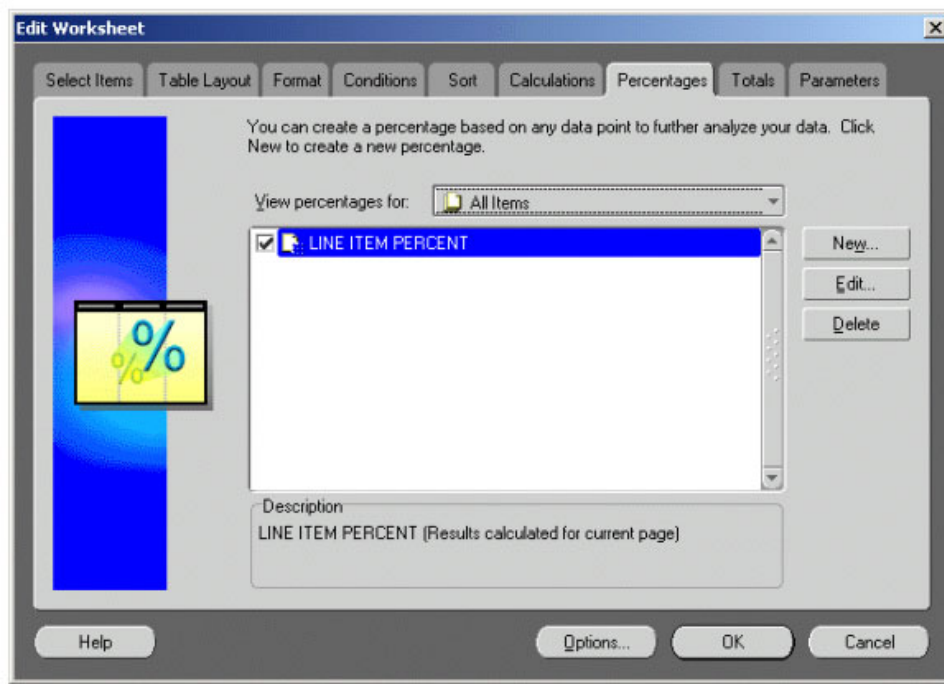 Edit Worksheet
Select Items Table Layout Format Conditions Sort Calculations Percentages Totals Parameters
You can create a percentage based on any data point to further analyze your data. Click
New to create a new percentage.
View percentages for: All Items
LINE ITEM PERCENT
New...
Edit...
Delete
%
%
Description
LINE ITEM PERCENT (Results calculated for current page)
Help Options... OK Cancel